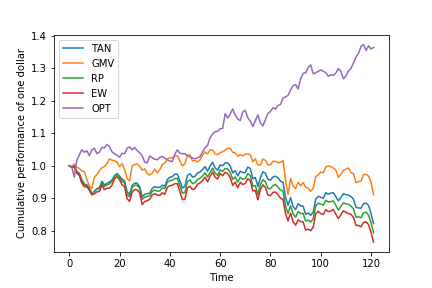 Cumulative performance of one dollar
1.4
1.3
1.2
1.1
1.0
0.9
0.8
TAN
GMV
RP
EW
OPT
0 20 40 60 80 100 120
Time